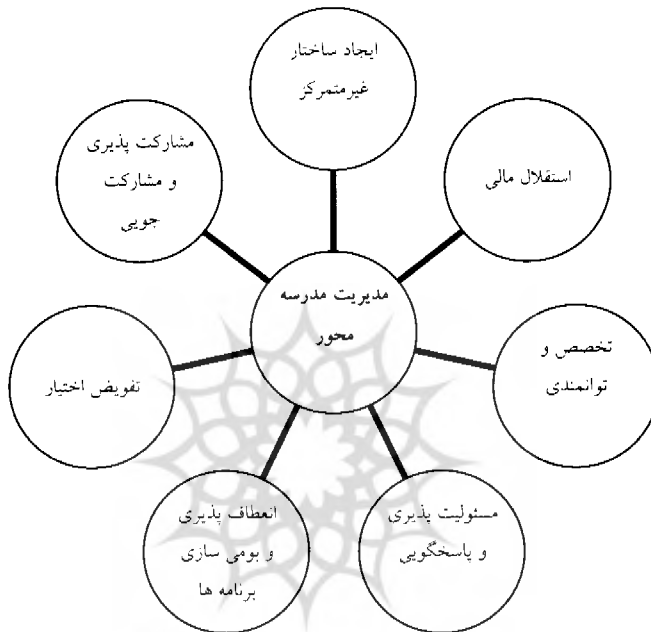 ایجاد ساختار
غیرمتمرکز
مشارکت پذیری
و مشارکت
جویی
استقلال مالی
مدیریت مدرسه
محور
تخصص و
توانمندی
تفویض اختیار
انعطاف پذیری
و بومی سازی
برنامه ها
مسئولیت پذیری
و پاسخگویی